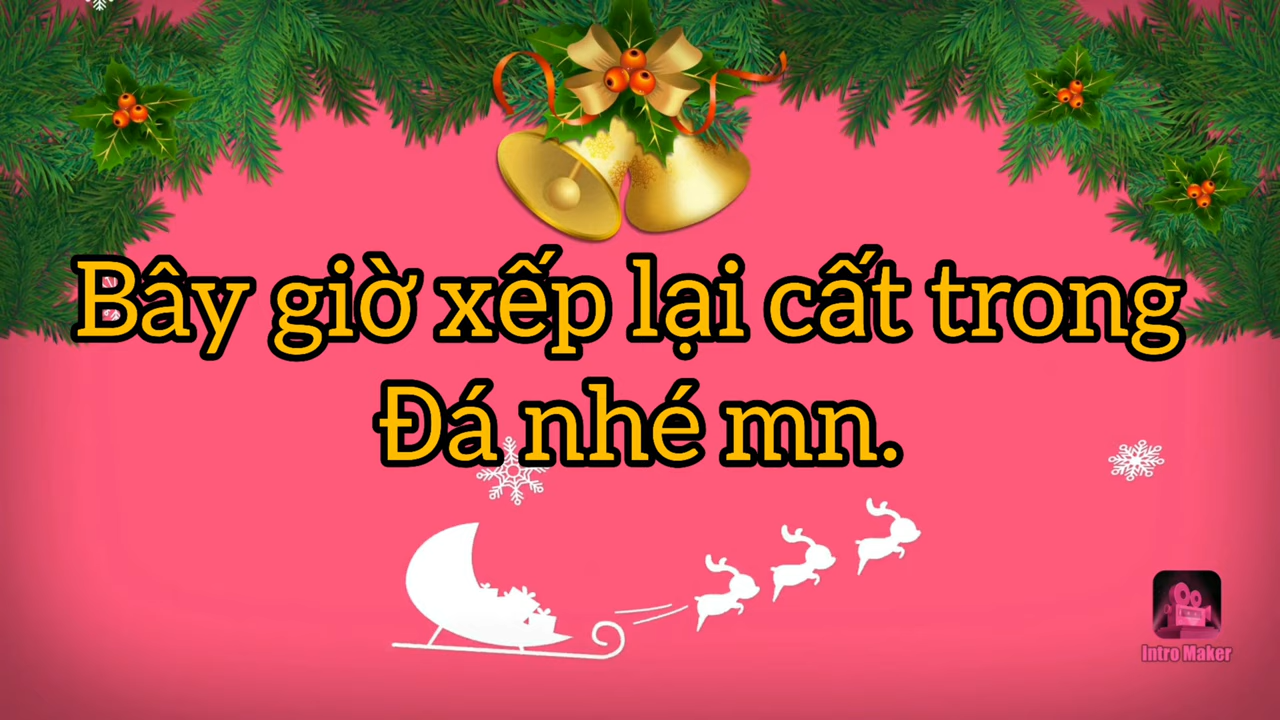 Bây giờ xếp lại cất trong
Đá nhé mn.
Intro Maker